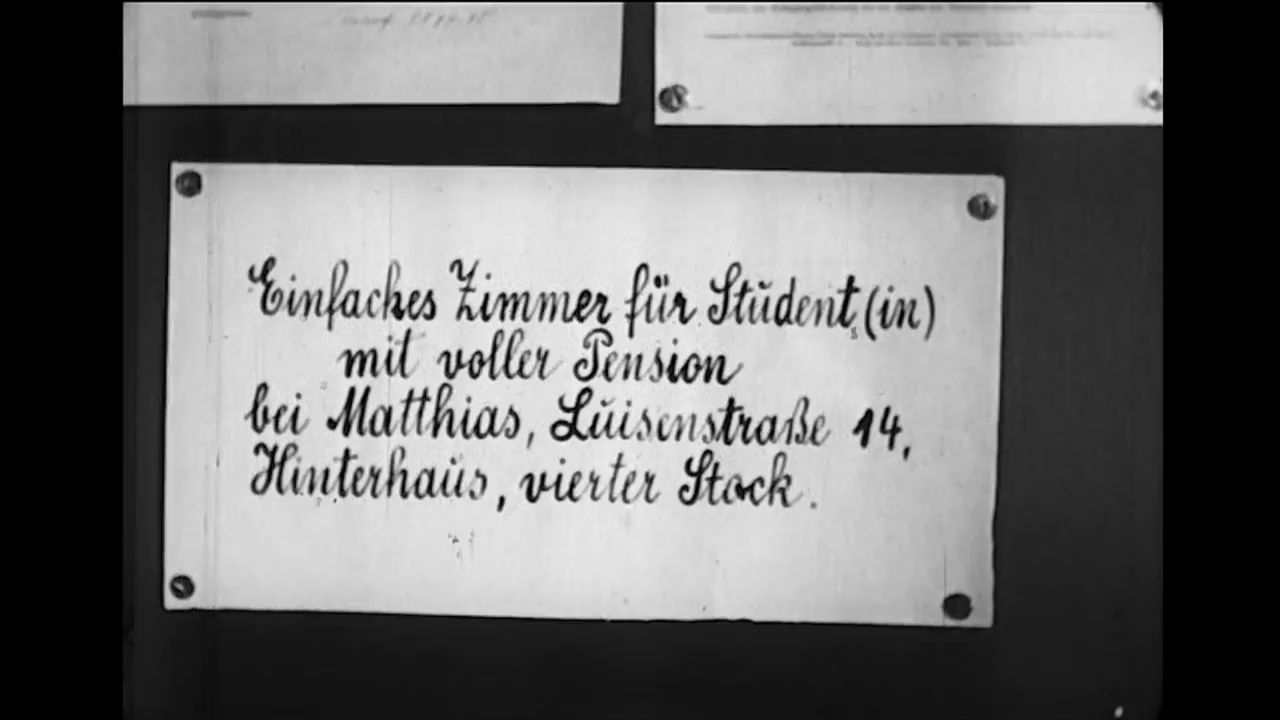 Einfaches Zimmer für Student(in)
mit voller Pension
bei Matthias, Luisenstraße 14,
Hinterhaus, vierter Stock.